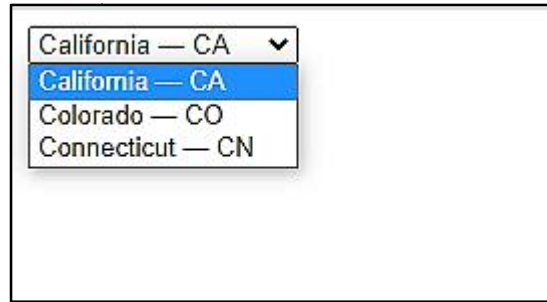 California — CA
California — CA
Colorado — CO
Connecticut — CN